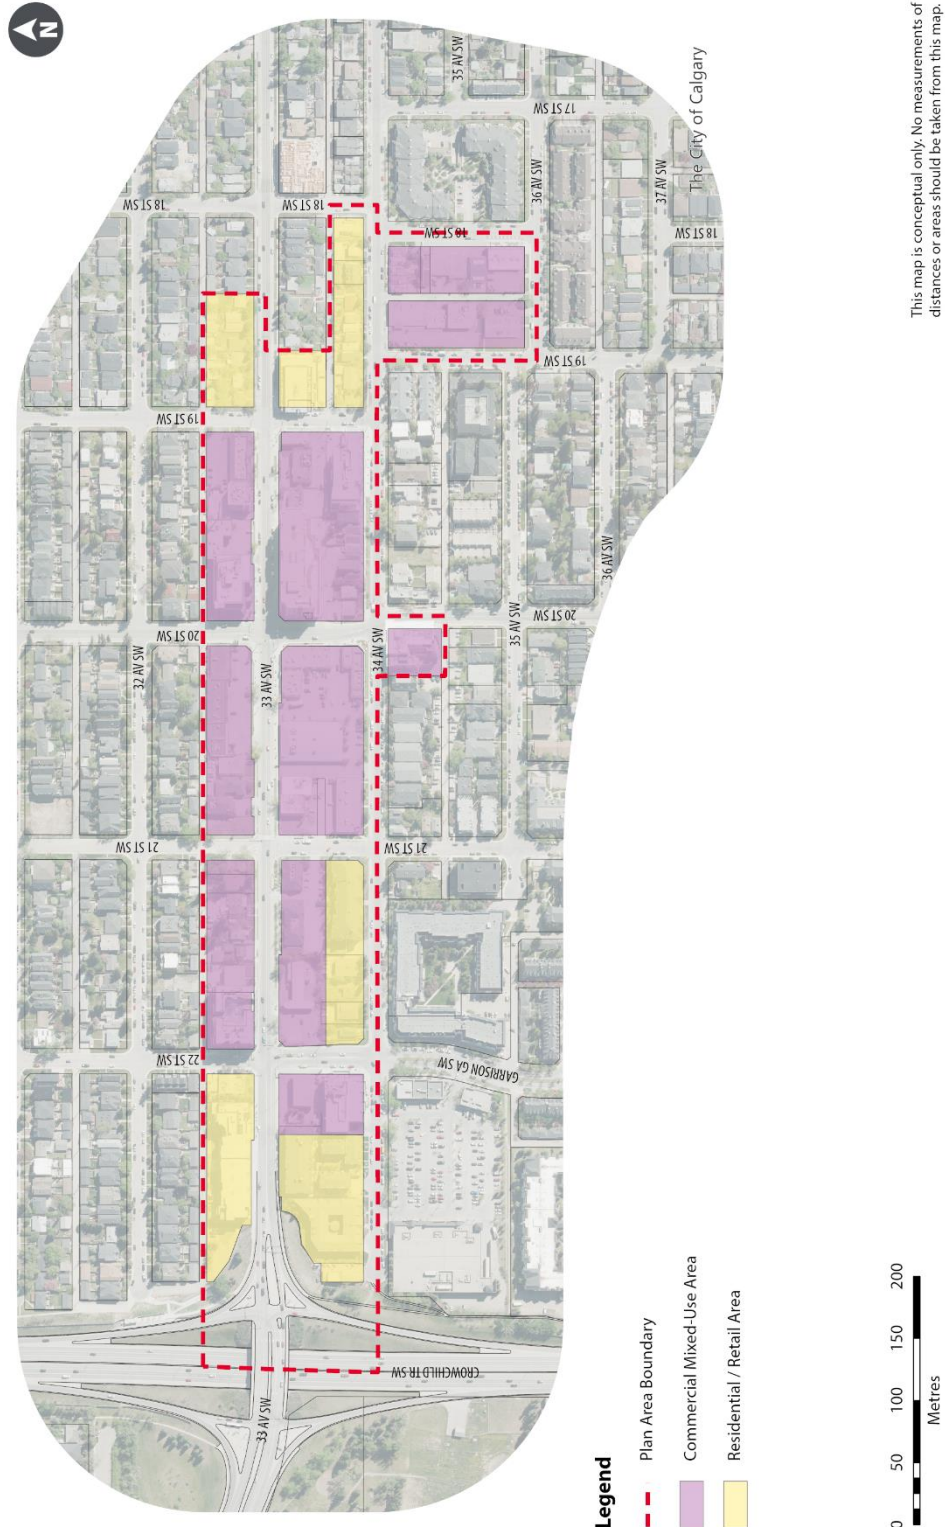 N
35 AV SW
17 ST SW
36 AV SW
37 AV SW
The City of Calgary
18 ST SW
18 ST SW
18 ST SW
18 ST SW
19 ST SW
19 ST SW
36 AV SW
20 ST SW
32 AV SW
33 AV SW
34 AV SW
35 AV SW
20 ST SW
21 ST SW
21 ST SW
22 ST SW
GARRISON GA SW
CROWCHILD TR SW
33 AV SW
Legend
Plan Area Boundary
Commercial Mixed-Use Area
Residential / Retail Area
0 50 100 150 200
Metres
This map is conceptual only. No measurements of
distances or areas should be taken from this map.